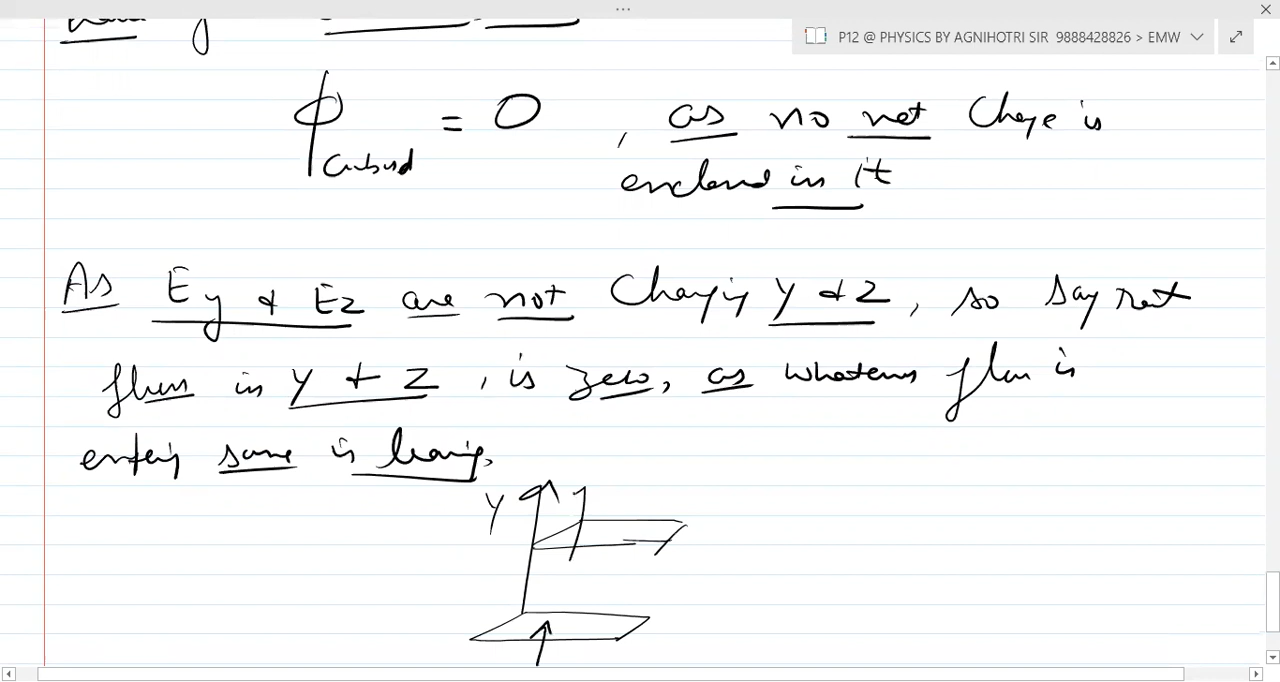 P12 @ PHYSICS BY AGNIHOTRI SIR 9888428826 > EMW
ϕ cuboid = 0 , as no net charge is
enclosed in it
As Ey & Ez are not changing Y & Z , so say net
flux in Y & Z , is zero, as whatever flux is
entering same is leaving,
Y